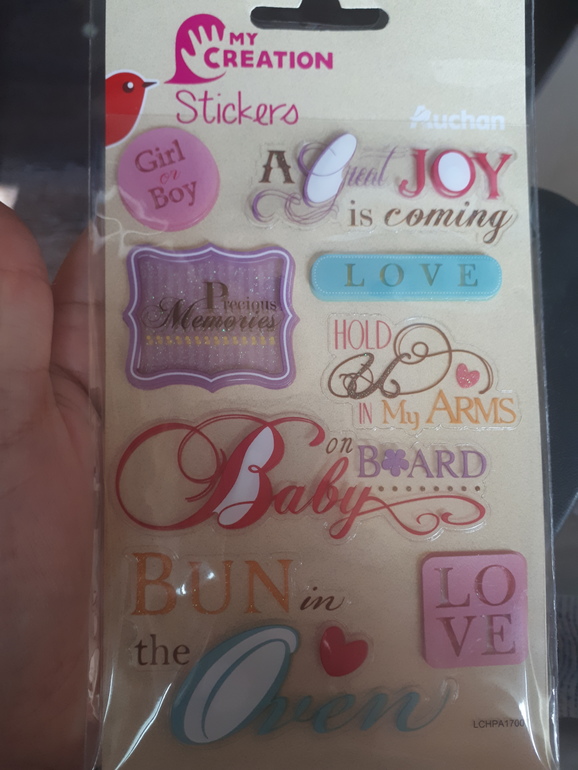 MY
CREATION
Stickers
Auchan
Girl
or
Boy
A Great JOY
is coming
LOVE
Precious
Memories
HOLD
U
IN My ARMS
on BOARD
Baby
BUN in
the Oven
LO
VE